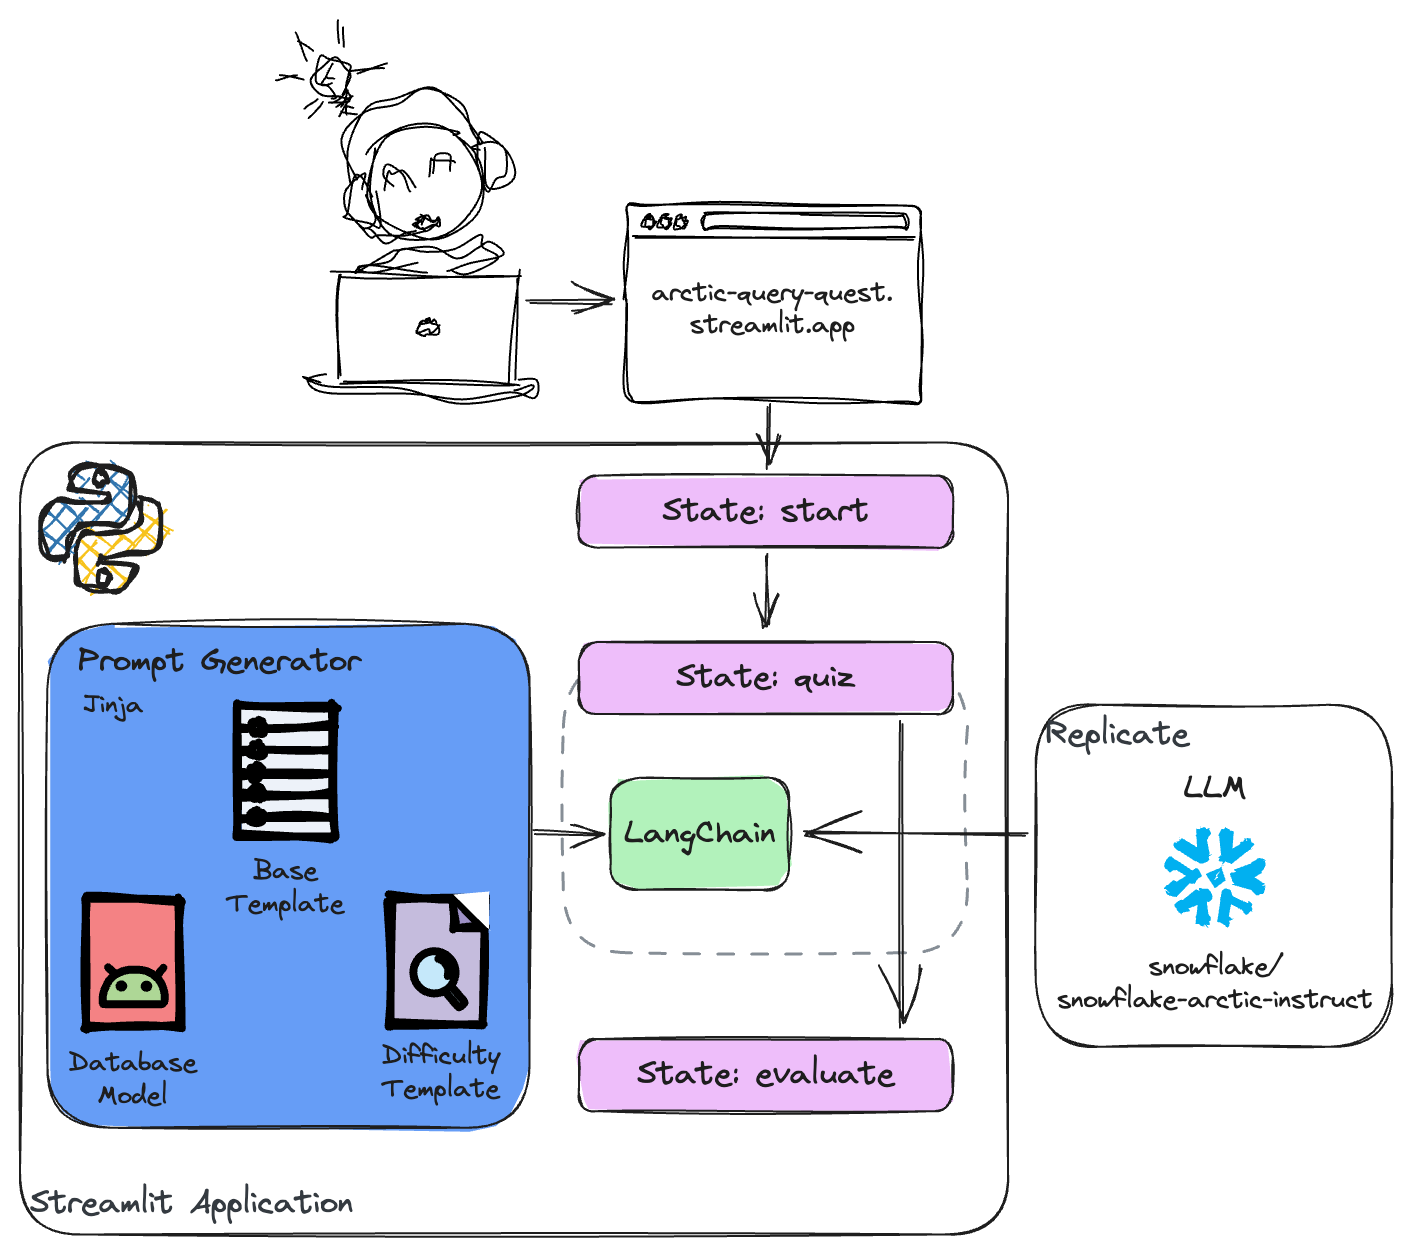 arctic-query-quest.
streamlit.app
State: start
Prompt Generator
Jinja
State: quiz
Base
Template
LangChain
Database
Model
Difficulty
Template
State: evaluate
Streamlit Application
Replicate
LLM
snowflake/
snowflake-arctic-instruct